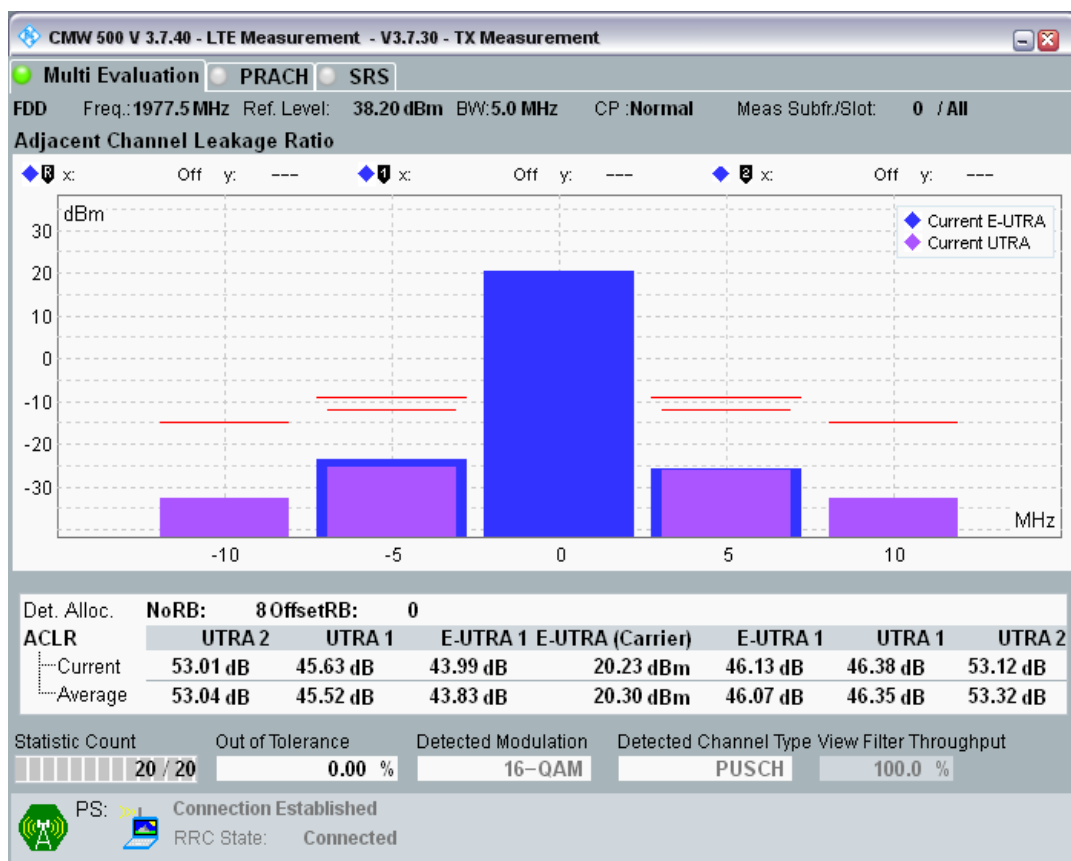 CMW 500 V 3.7.40 - LTE Measurement - V3.7.30 - TX Measurement
Multi Evaluation PRACH SRS
FDD Freq.: 1977.5 MHz Ref. Level: 38.20 dBm BW: 5.0 MHz CP : Normal Meas Subfr./Slot: 0 / All
Adjacent Channel Leakage Ratio
R x: Off y: --- 1 x: Off y: --- 2 x: Off y: ---
dBm
Current E-UTRA
Current UTRA
30
20
10
0
-10
-20
-30
MHz
-10 -5 0 5 10
Det. Alloc. NoRB: 8 OffsetRB: 0
ACLR UTRA 2 UTRA 1 E-UTRA 1 E-UTRA (Carrier) E-UTRA 1 UTRA 1 UTRA 2
Current 53.01 dB 45.63 dB 43.99 dB 20.23 dBm 46.13 dB 46.38 dB 53.12 dB
Average 53.04 dB 45.52 dB 43.83 dB 20.30 dBm 46.07 dB 46.35 dB 53.32 dB
Statistic Count Out of Tolerance Detected Modulation Detected Channel Type View Filter Throughput
20 / 20 0.00 % 16-QAM PUSCH 100.0 %
PS: Connection Established
RRC State: Connected